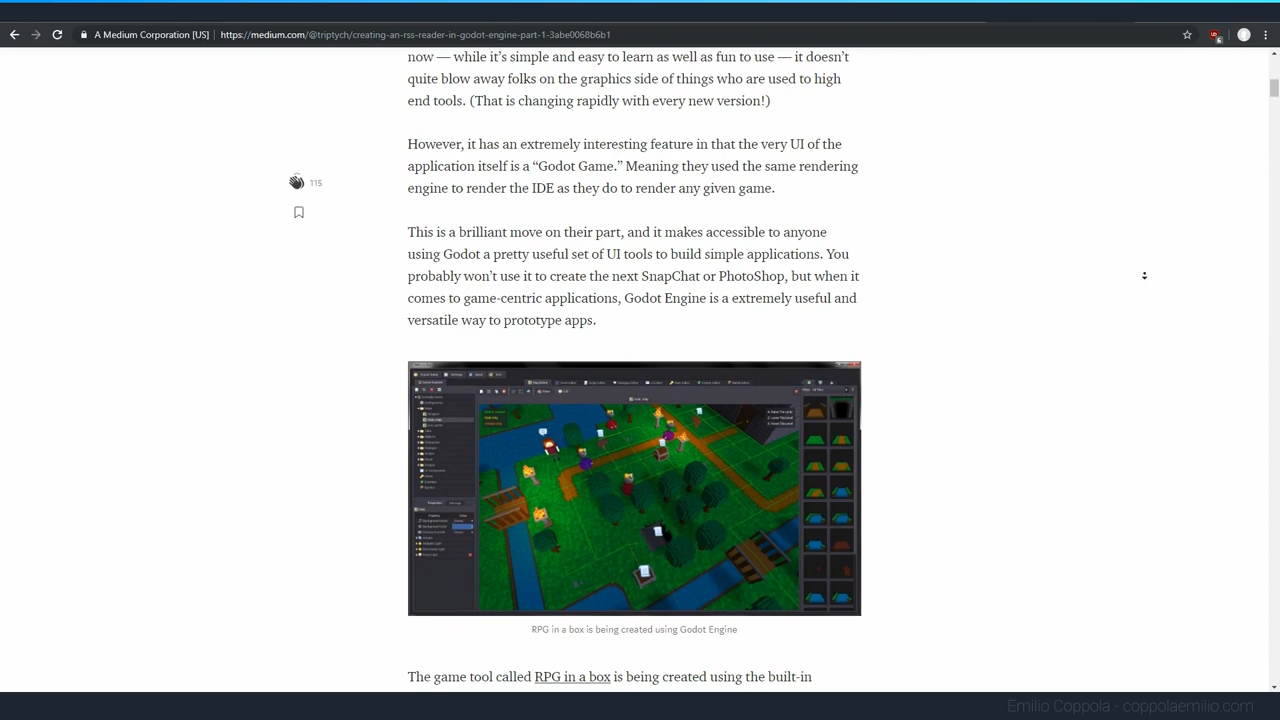 A Medium Corporation [US] https://medium.com/@triptych/creating-an-rss-reader-in-godot-engine-part-1-3abe0068b6b1
now — while it's simple and easy to learn as well as fun to use — it doesn't
quite blow away folks on the graphics side of things who are used to high
end tools. (That is changing rapidly with every new version!)
However, it has an extremely interesting feature in that the very UI of the
application itself is a “Godot Game.” Meaning they used the same rendering
engine to render the IDE as they do to render any given game.
115
This is a brilliant move on their part, and it makes accessible to anyone
using Godot a pretty useful set of UI tools to build simple applications. You
probably won't use it to create the next SnapChat or PhotoShop, but when it
comes to game-centric applications, Godot Engine is a extremely useful and
versatile way to prototype apps.
RPG in a box is being created using Godot Engine
The game tool called RPG in a box is being created using the built-in
Emilio Coppola - coppolaemilio.com